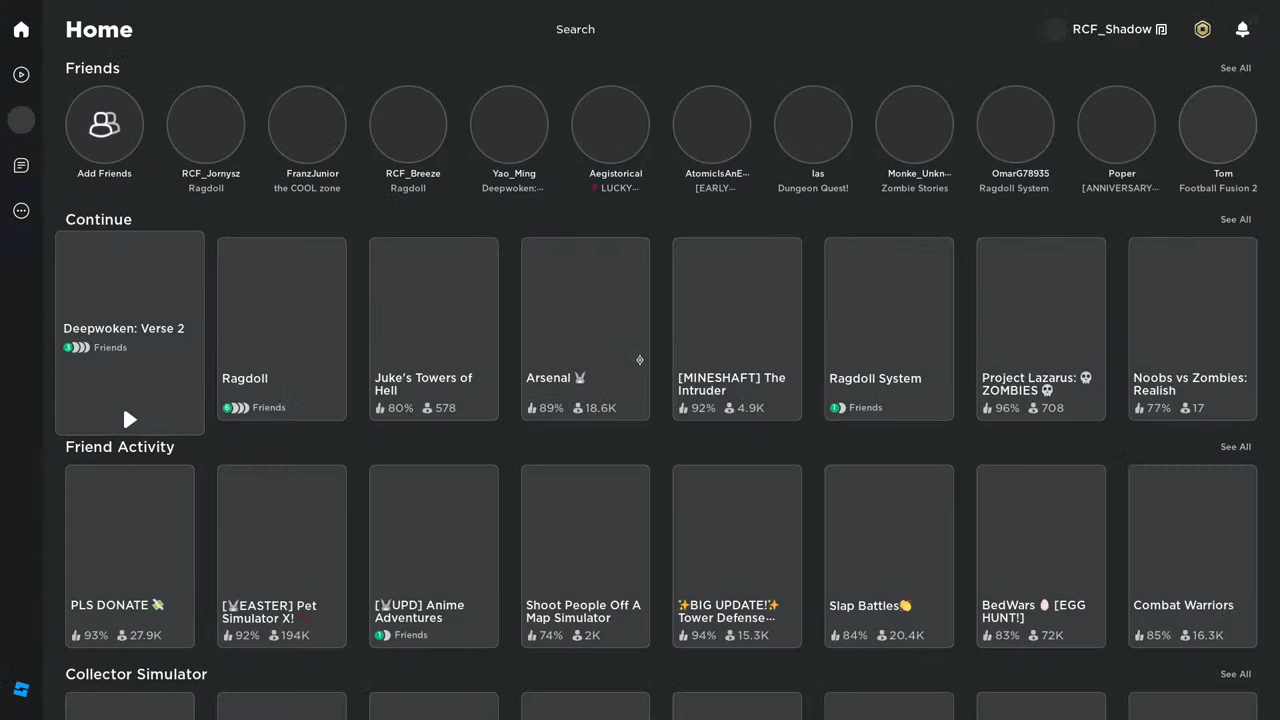 Home
Search
RCF_Shadow
Friends
See All
Add Friends
RCF_Jornysz
Ragdoll
FranzJunior
the COOL zone
RCF_Breeze
Ragdoll
Yao_Ming
Deepwoken:...
Aegistorical
LUCKY...
AtomicIsAnE...
[EARLY...
Ias
Dungeon Quest!
Monke_Unkn...
Zombie Stories
OmarG78935
Ragdoll System
Poper
[ANNIVERSARY...
Tom
Football Fusion 2
Continue
See All
Deepwoken: Verse 2
3 Friends
Ragdoll
6 Friends
Juke's Towers of
Hell
80% 578
Arsenal 🐰
89% 18.6K
[MINESHAFT] The
Intruder
92% 4.9K
Ragdoll System
1 Friends
Project Lazarus: 💀
ZOMBIES 💀
96% 708
Noobs vs Zombies:
Realish
77% 17
Friend Activity
See All
PLS DONATE 💸
93% 27.9K
[🐰EASTER] Pet
Simulator X!
92% 194K
[🐰UPD] Anime
Adventures
1 Friends
Shoot People Off A
Map Simulator
74% 2K
✨BIG UPDATE!✨
Tower Defense...
94% 15.3K
Slap Battles👏
84% 20.4K
BedWars 🥚 [EGG
HUNT!]
83% 72K
Combat Warriors
85% 16.3K
Collector Simulator
See All